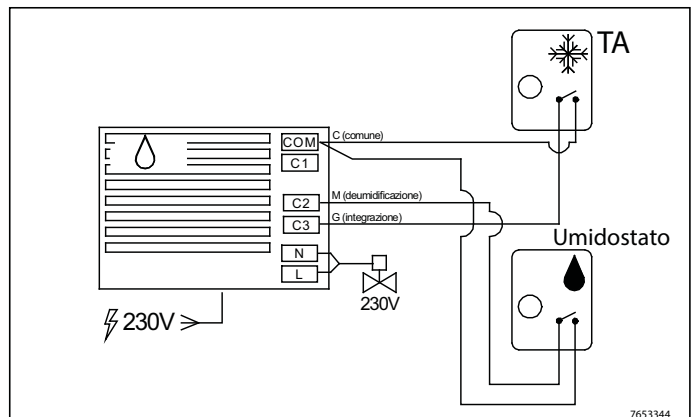 TA
COM
C (comune)
C1
C2
M (deumidificazione)
C3
G (integrazione)
N
L
230V
230V
Umidostato
7653344